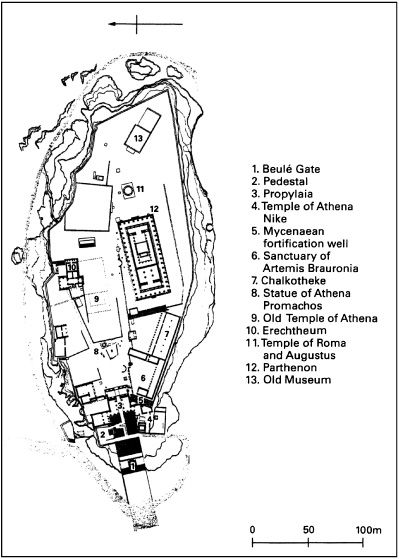 13
11
12
10
9
7
8
6
3
5
4
2
1
1. Beulé Gate
2. Pedestal
3. Propylaia
4. Temple of Athena
Nike
5. Mycenaean
fortification well
6. Sanctuary of
Artemis Brauronia
7. Chalkotheke
8. Statue of Athena
Promachos
9. Old Temple of Athena
10. Erechtheum
11. Temple of Roma
and Augustus
12. Parthenon
13. Old Museum
0 50 100m